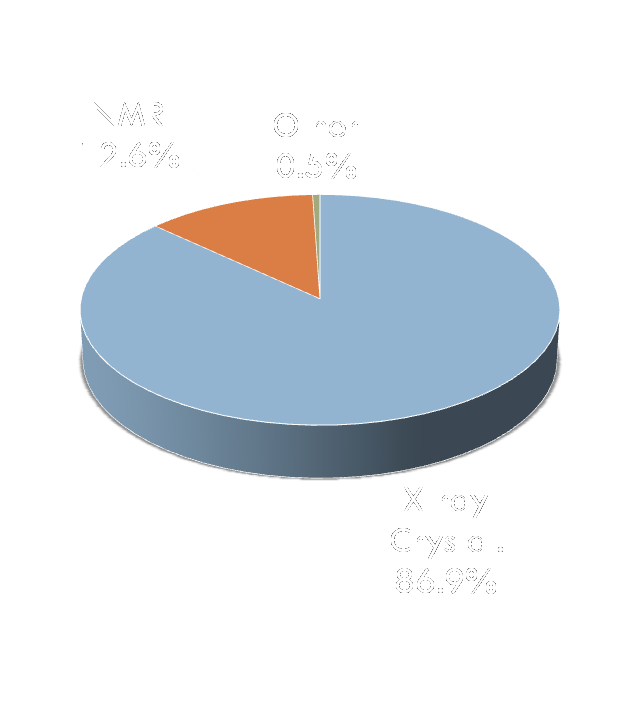 NMR
12.6%
Other
0.5%
X-ray
Crystal.
86.9%